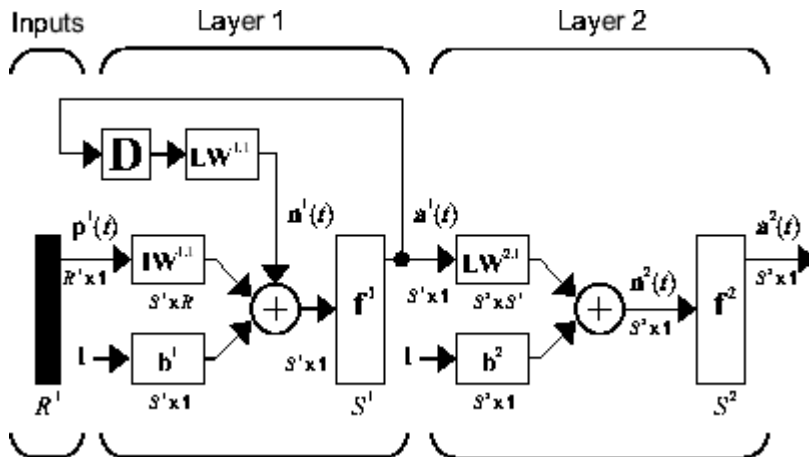 Inputs Layer 1 Layer 2
D LW¹·¹
p¹(t) n¹(t) a¹(t) a²(t)
R¹ x 1 IW¹·¹ f¹ LW²·¹ n²(t) f² S² x 1
S¹ x R S¹ x 1 S² x S¹ S² x 1
1 b¹ S¹ x 1 1 b²
R¹ S¹ x 1 S¹ S² x 1 S²